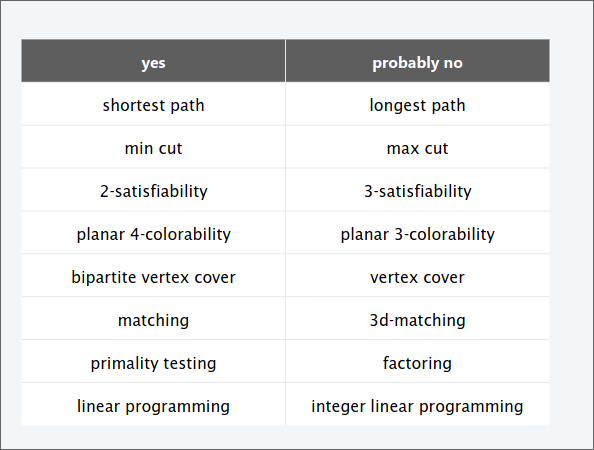 yes probably no
shortest path longest path
min cut max cut
2-satisfiability 3-satisfiability
planar 4-colorability planar 3-colorability
bipartite vertex cover vertex cover
matching 3d-matching
primality testing factoring
linear programming integer linear programming